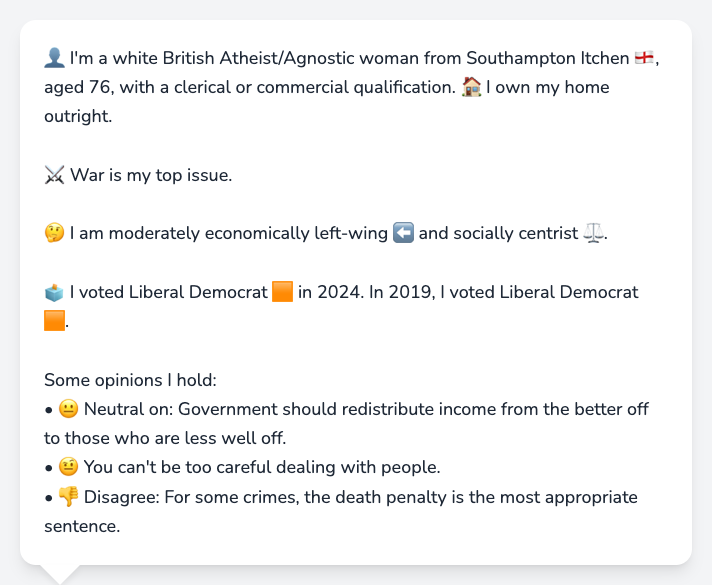 👤 I'm a white British Atheist/Agnostic woman from Southampton Itchen 🏴󠁧󠁢󠁥󠁮󠁧󠁿,
aged 76, with a clerical or commercial qualification. 🏠 I own my home
outright.
⚔️ War is my top issue.
🤔 I am moderately economically left-wing ⬅️ and socially centrist ⚖️.
🗳️ I voted Liberal Democrat 🟧 in 2024. In 2019, I voted Liberal Democrat
🟧.
Some opinions I hold:
• 😐 Neutral on: Government should redistribute income from the better off
to those who are less well off.
• 🤨 You can't be too careful dealing with people.
• 👎 Disagree: For some crimes, the death penalty is the most appropriate
sentence.